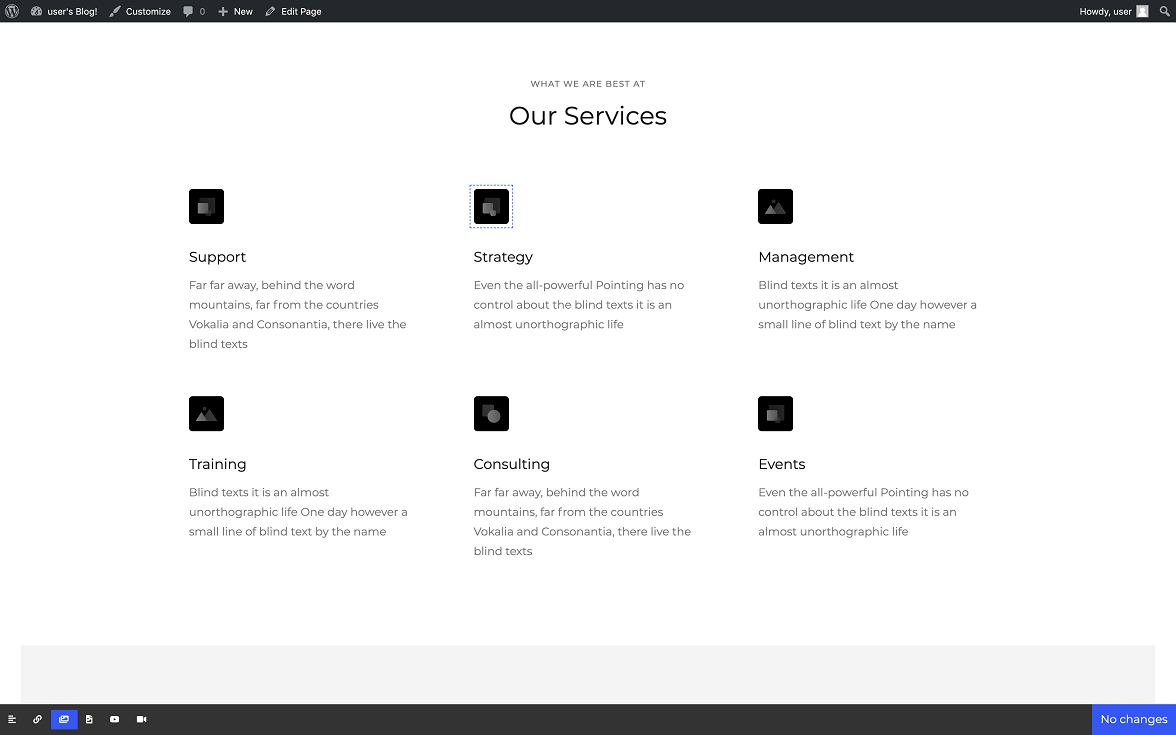 user's Blog!
Customize
0
New
Edit Page
Howdy, user
WHAT WE ARE BEST AT
Our Services
Support
Far far away, behind the word
mountains, far from the countries
Vokalia and Consonantia, there live the
blind texts
Strategy
Even the all-powerful Pointing has no
control about the blind texts it is an
almost unorthographic life
Management
Blind texts it is an almost
unorthographic life One day however a
small line of blind text by the name
Training
Blind texts it is an almost
unorthographic life One day however a
small line of blind text by the name
Consulting
Far far away, behind the word
mountains, far from the countries
Vokalia and Consonantia, there live the
blind texts
Events
Even the all-powerful Pointing has no
control about the blind texts it is an
almost unorthographic life
No changes